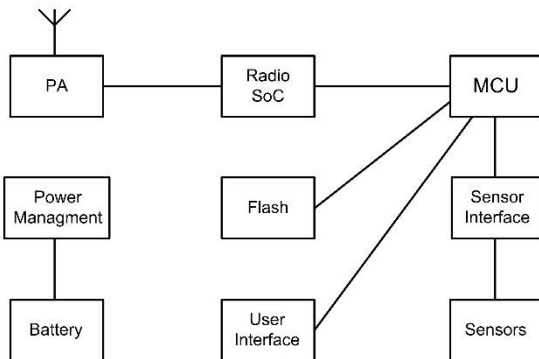 PA
Radio
SoC
MCU
Power
Managment
Flash
Sensor
Interface
Battery
User
Interface
Sensors